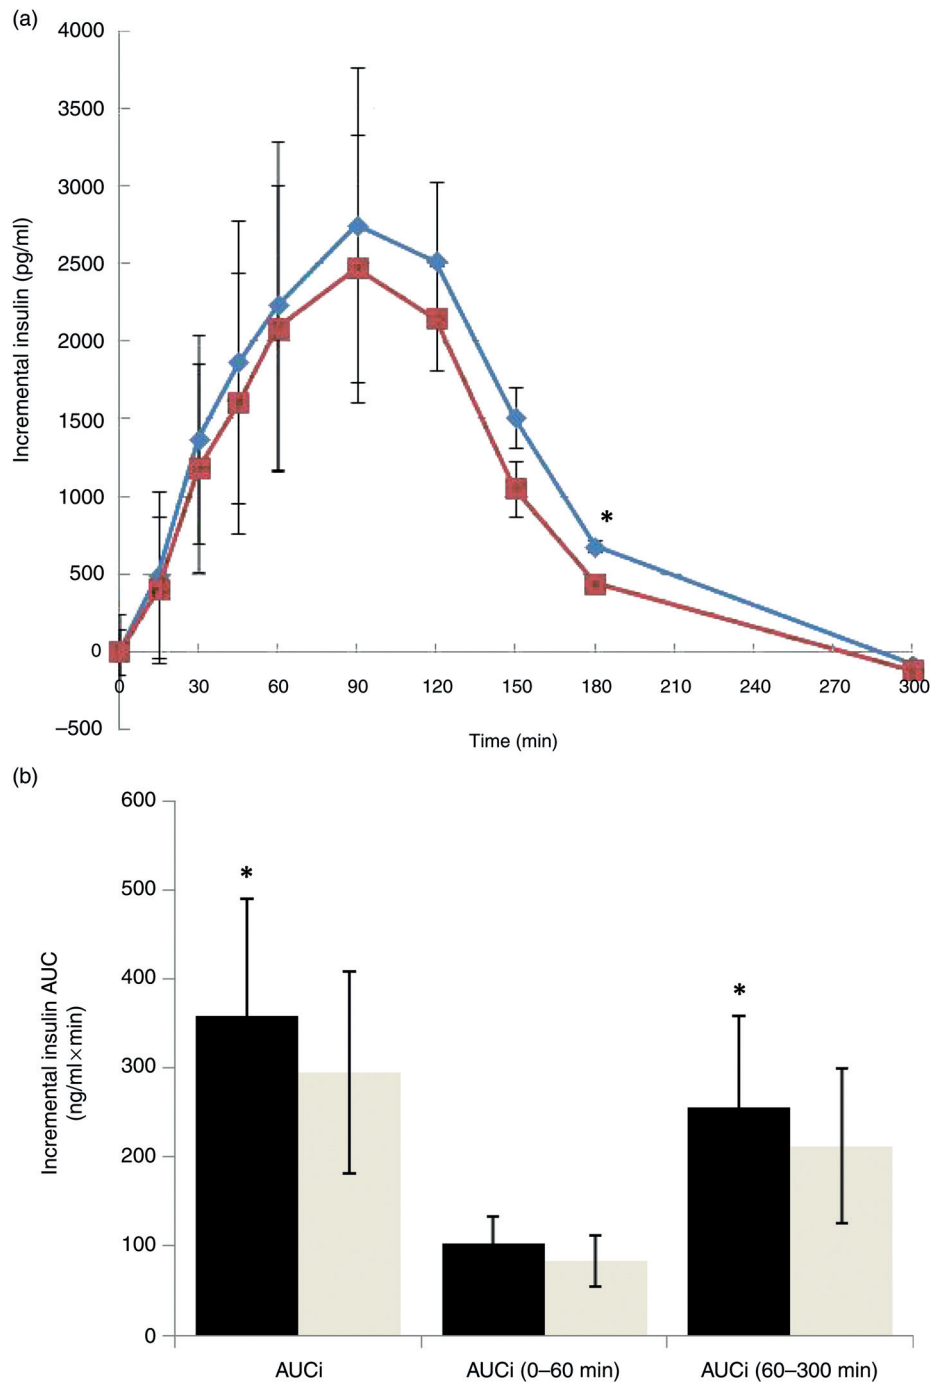 (a)
4000
3500
3000
2500
2000
1500
1000
500
0
–500
Incremental insulin (pg/ml)
*
0 30 60 90 120 150 180 210 240 270 300
Time (min)
(b)
600
500
400
300
200
100
0
Incremental insulin AUC
(ng/ml×min)
*
*
AUCi AUCi (0–60 min) AUCi (60–300 min)